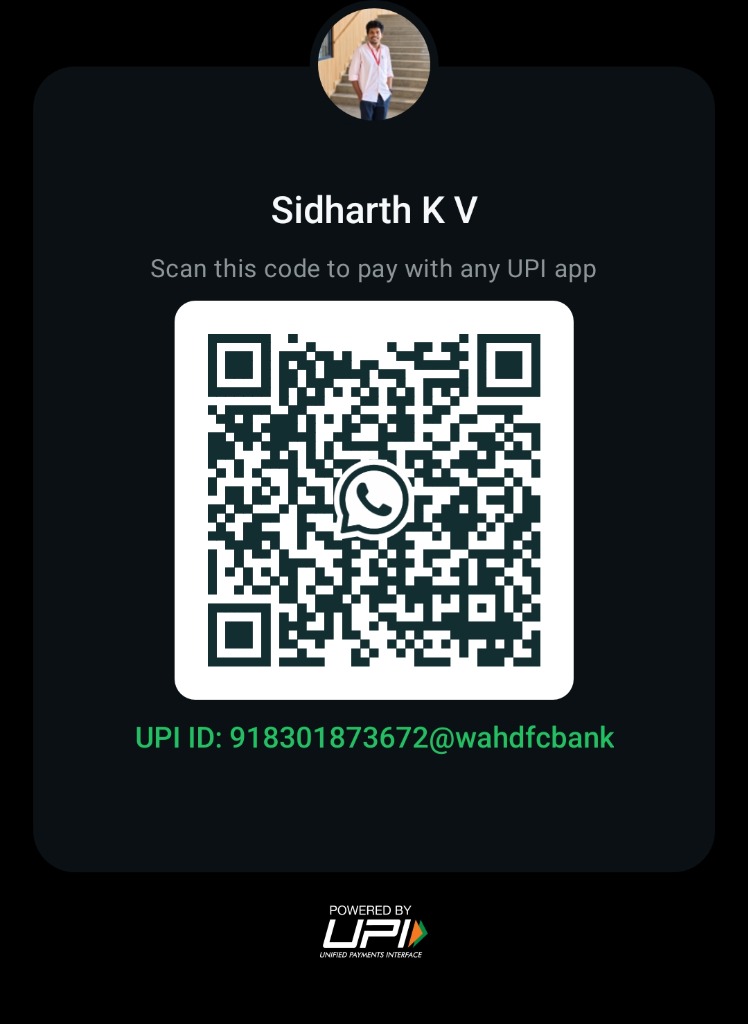 Sidharth K V
Scan this code to pay with any UPI app
UPI ID: 918301873672@wahdfcbank
POWERED BY
UPI
UNIFIED PAYMENTS INTERFACE